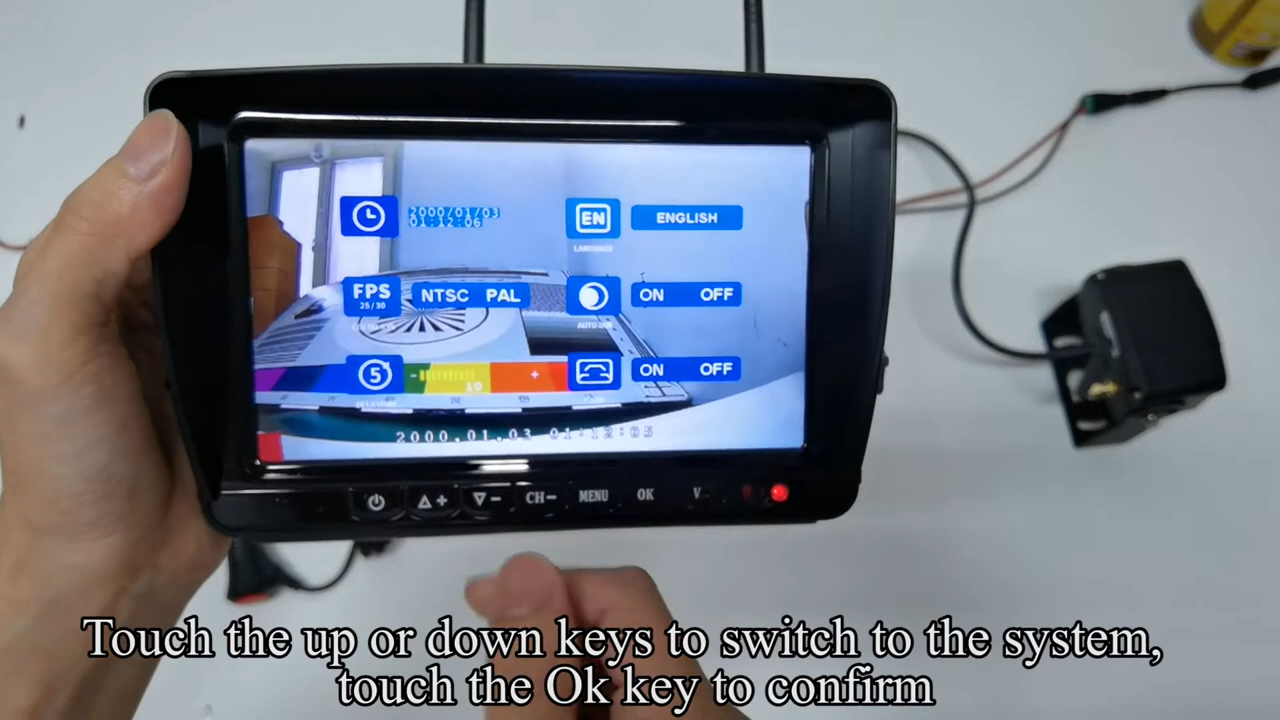 2000/01/03
01:12:06
EN
ENGLISH
LANGUAGE
FPS
25/30
NTSC PAL
ON OFF
AUTO DIM
5
- +
10
ON OFF
2000.01.03 01:12:05
+
-
CH-
MENU
OK
V-
Touch the up or down keys to switch to the system,
touch the Ok key to confirm